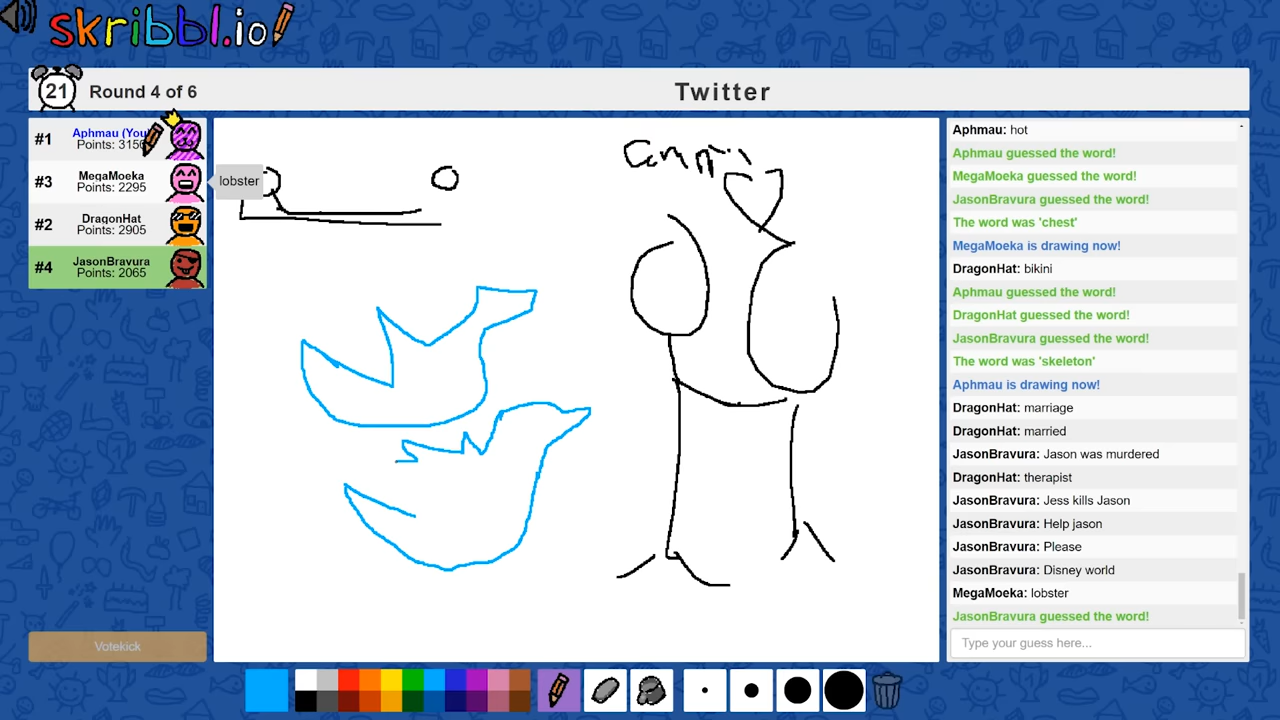 skribbl.io
21
Round 4 of 6
Twitter
#1
Aphmau (You
Points: 3150
#3
MegaMoeka
Points: 2295
lobster
#2
DragonHat
Points: 2905
#4
JasonBravura
Points: 2065
Votekick
Aphmau: hot
Aphmau guessed the word!
MegaMoeka guessed the word!
JasonBravura guessed the word!
The word was 'chest'
MegaMoeka is drawing now!
DragonHat: bikini
Aphmau guessed the word!
DragonHat guessed the word!
JasonBravura guessed the word!
The word was 'skeleton'
Aphmau is drawing now!
DragonHat: marriage
DragonHat: married
JasonBravura: Jason was murdered
DragonHat: therapist
JasonBravura: Jess kills Jason
JasonBravura: Help jason
JasonBravura: Please
JasonBravura: Disney world
MegaMoeka: lobster
JasonBravura guessed the word!
Type your guess here...